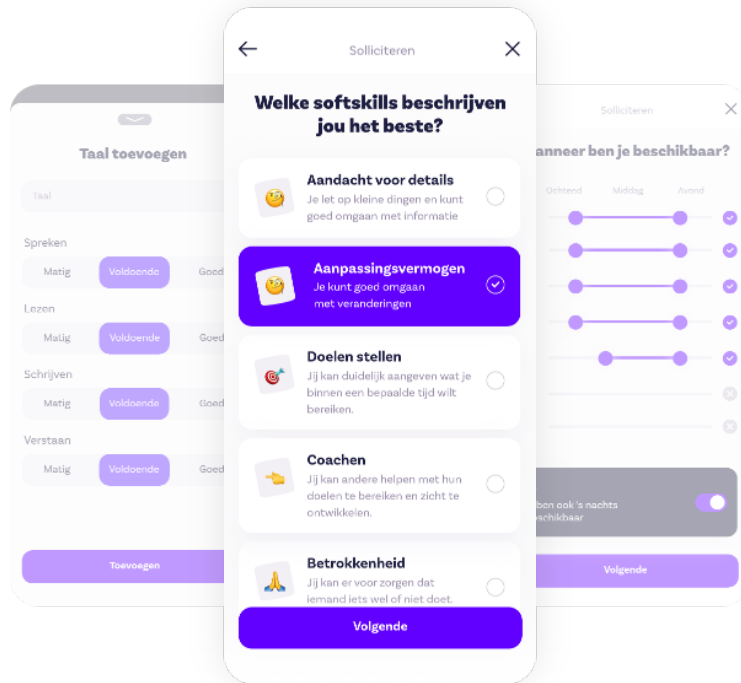 Solliciteren
Welke softskills beschrijven
jou het beste?
Aandacht voor details
Je let op kleine dingen en kunt
goed omgaan met informatie
Aanpassingsvermogen
Je kunt goed omgaan
met veranderingen
Doelen stellen
Jij kan duidelijk aangeven wat je
binnen een bepaalde tijd wilt
bereiken.
Coachen
Jij kan andere helpen met hun
doelen te bereiken en zicht te
ontwikkelen.
Betrokkenheid
Jij kan er voor zorgen dat
iemand iets wel of niet doet.
Volgende
Taal toevoegen
Taal
Spreken
Matig Voldoende Goed
Lezen
Matig Voldoende Goed
Schrijven
Matig Voldoende Goed
Verstaan
Matig Voldoende Goed
Toevoegen
Solliciteren
anneer ben je beschikbaar?
Ochtend Middag Avond
ben ook 's nachts
eschikbaar
Volgende